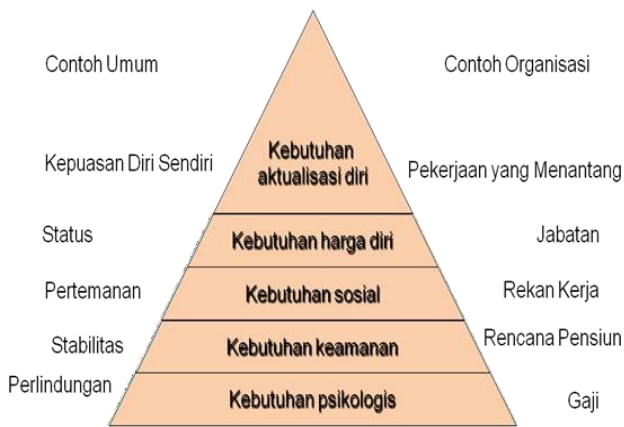 Contoh Umum
Contoh Organisasi
Kebutuhan
aktualisasi diri
Kepuasan Diri Sendiri
Pekerjaan yang Menantang
Status
Kebutuhan harga diri
Jabatan
Pertemanan
Kebutuhan sosial
Rekan Kerja
Stabilitas
Kebutuhan keamanan
Rencana Pensiun
Perlindungan
Kebutuhan psikologis
Gaji